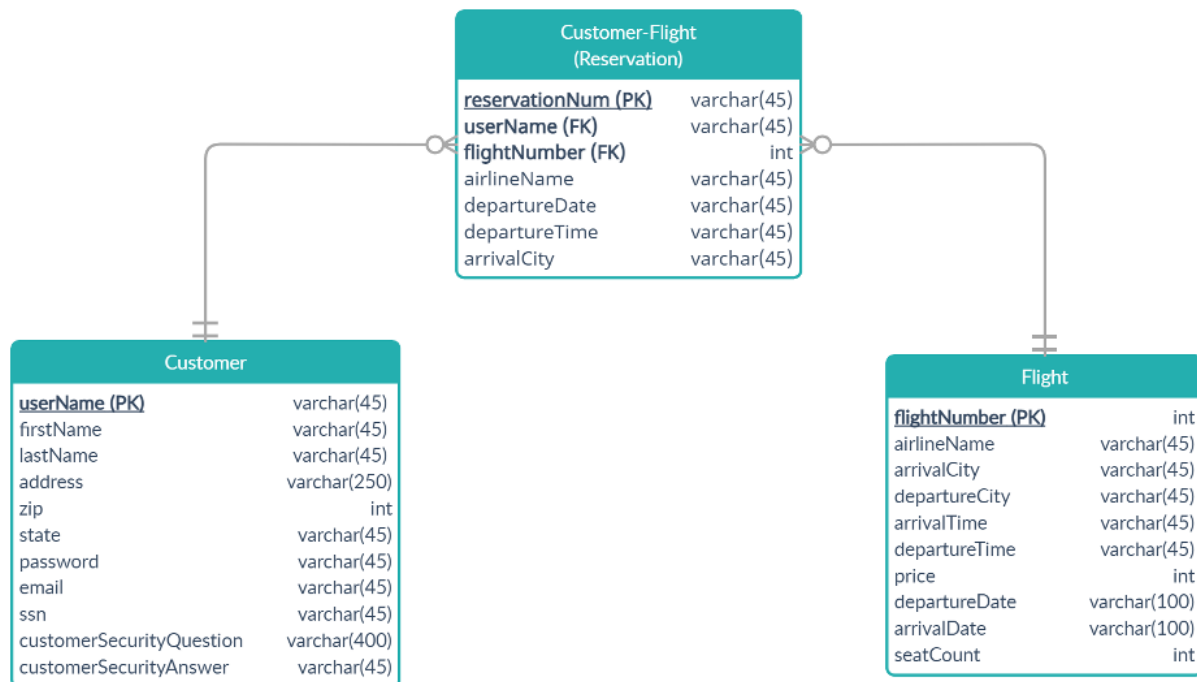 Customer-Flight
(Reservation)
reservationNum (PK) varchar(45)
userName (FK) varchar(45)
flightNumber (FK) int
airlineName varchar(45)
departureDate varchar(45)
departureTime varchar(45)
arrivalCity varchar(45)
Customer
userName (PK) varchar(45)
firstName varchar(45)
lastName varchar(45)
address varchar(250)
zip int
state varchar(45)
password varchar(45)
email varchar(45)
ssn varchar(45)
customerSecurityQuestion varchar(400)
customerSecurityAnswer varchar(45)
Flight
flightNumber (PK) int
airlineName varchar(45)
arrivalCity varchar(45)
departureCity varchar(45)
arrivalTime varchar(45)
departureTime varchar(45)
price int
departureDate varchar(100)
arrivalDate varchar(100)
seatCount int